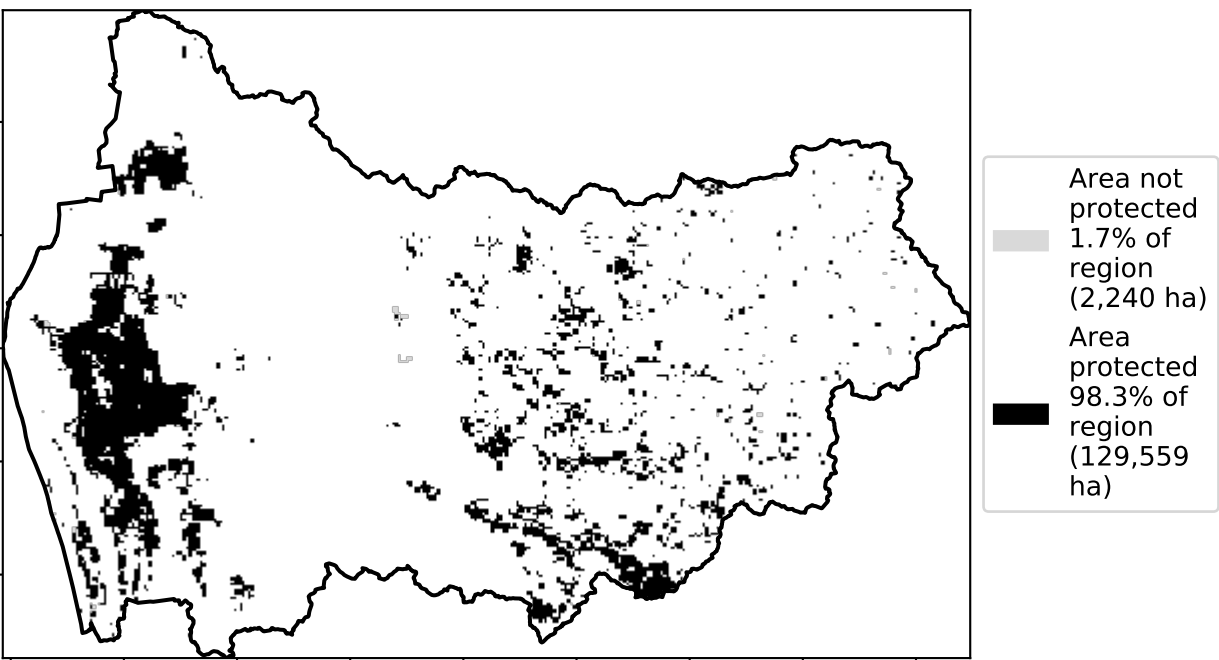 Area not
protected
1.7% of
region
(2,240 ha)
Area
protected
98.3% of
region
(129,559
ha)